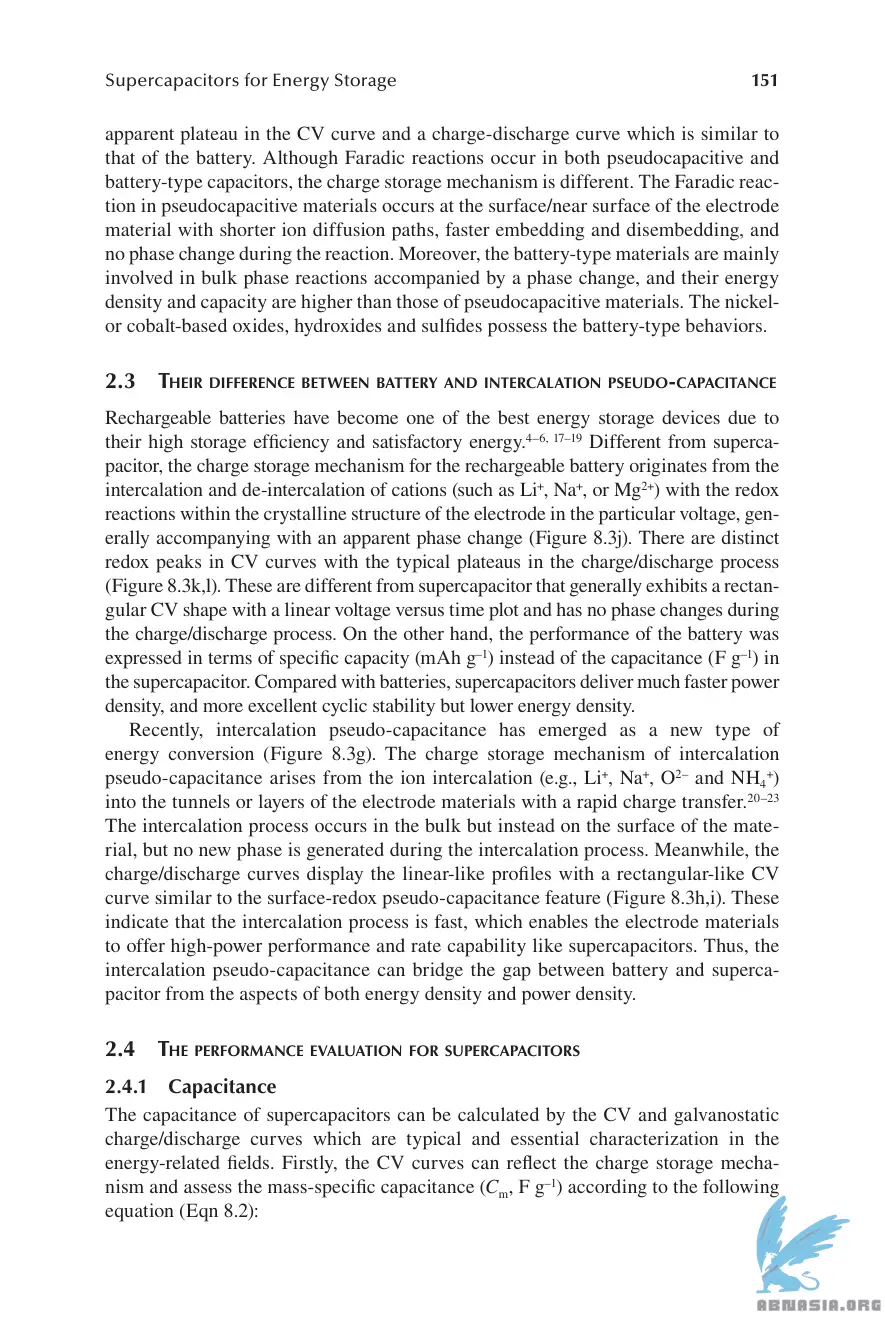 Supercapacitors for Energy Storage 151
apparent plateau in the CV curve and a charge-discharge curve which is similar to
that of the battery. Although Faradic reactions occur in both pseudocapacitive and
battery-type capacitors, the charge storage mechanism is different. The Faradic reac-
tion in pseudocapacitive materials occurs at the surface/near surface of the electrode
material with shorter ion diffusion paths, faster embedding and disembedding, and
no phase change during the reaction. Moreover, the battery-type materials are mainly
involved in bulk phase reactions accompanied by a phase change, and their energy
density and capacity are higher than those of pseudocapacitive materials. The nickel-
or cobalt-based oxides, hydroxides and sulfides possess the battery-type behaviors.
2.3 Their difference between battery and intercalation pseudo-capacitance
Rechargeable batteries have become one of the best energy storage devices due to
their high storage efficiency and satisfactory energy.⁴⁻⁶, ¹⁷⁻¹⁹ Different from superca-
pacitor, the charge storage mechanism for the rechargeable battery originates from the
intercalation and de-intercalation of cations (such as Li⁺, Na⁺, or Mg²⁺) with the redox
reactions within the crystalline structure of the electrode in the particular voltage, gen-
erally accompanying with an apparent phase change (Figure 8.3j). There are distinct
redox peaks in CV curves with the typical plateaus in the charge/discharge process
(Figure 8.3k,l). These are different from supercapacitor that generally exhibits a rectan-
gular CV shape with a linear voltage versus time plot and has no phase changes during
the charge/discharge process. On the other hand, the performance of the battery was
expressed in terms of specific capacity (mAh g⁻¹) instead of the capacitance (F g⁻¹) in
the supercapacitor. Compared with batteries, supercapacitors deliver much faster power
density, and more excellent cyclic stability but lower energy density.
Recently, intercalation pseudo-capacitance has emerged as a new type of
energy conversion (Figure 8.3g). The charge storage mechanism of intercalation
pseudo-capacitance arises from the ion intercalation (e.g., Li⁺, Na⁺, O²⁻ and NH₄⁺)
into the tunnels or layers of the electrode materials with a rapid charge transfer.²⁰⁻²³
The intercalation process occurs in the bulk but instead on the surface of the mate-
rial, but no new phase is generated during the intercalation process. Meanwhile, the
charge/discharge curves display the linear-like profiles with a rectangular-like CV
curve similar to the surface-redox pseudo-capacitance feature (Figure 8.3h,i). These
indicate that the intercalation process is fast, which enables the electrode materials
to offer high-power performance and rate capability like supercapacitors. Thus, the
intercalation pseudo-capacitance can bridge the gap between battery and superca-
pacitor from the aspects of both energy density and power density.
2.4 The performance evaluation for supercapacitors
2.4.1 Capacitance
The capacitance of supercapacitors can be calculated by the CV and galvanostatic
charge/discharge curves which are typical and essential characterization in the
energy-related fields. Firstly, the CV curves can reflect the charge storage mecha-
nism and assess the mass-specific capacitance (Cₘ, F g⁻¹) according to the following
equation (Eqn 8.2):
ABNASIA.ORG